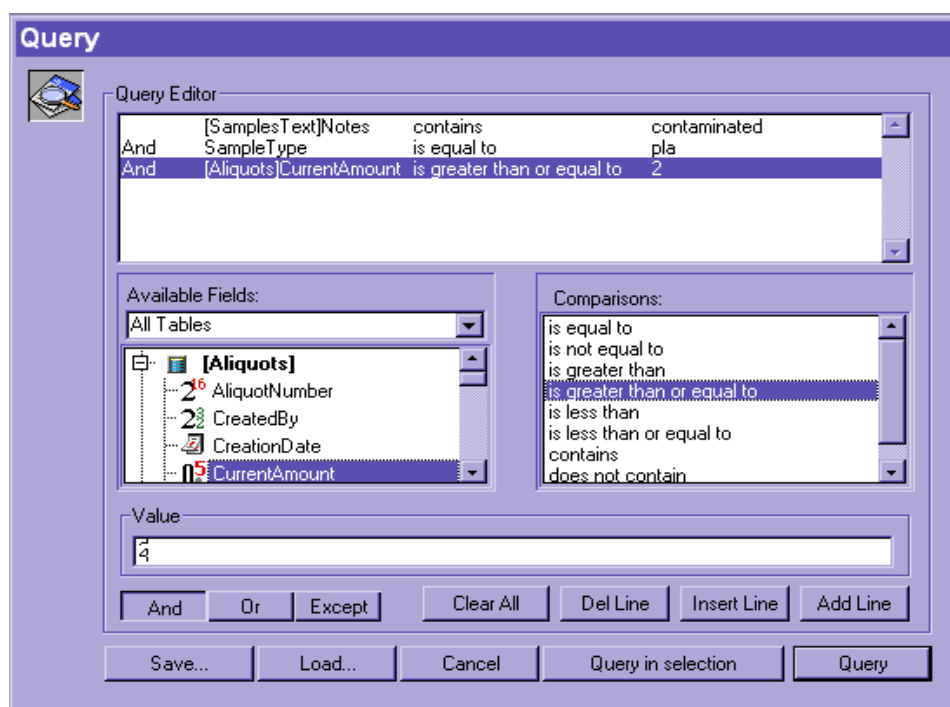 Query
Query Editor
[SamplesText]Notes contains contaminated
And SampleType is equal to pla
And [Aliquots]CurrentAmount is greater than or equal to 2
Available Fields:
All Tables
[Aliquots]
AliquotNumber
CreatedBy
CreationDate
CurrentAmount
Comparisons:
is equal to
is not equal to
is greater than
is greater than or equal to
is less than
is less than or equal to
contains
does not contain
Value
And Or Except Clear All Del Line Insert Line Add Line
Save... Load... Cancel Query in selection Query